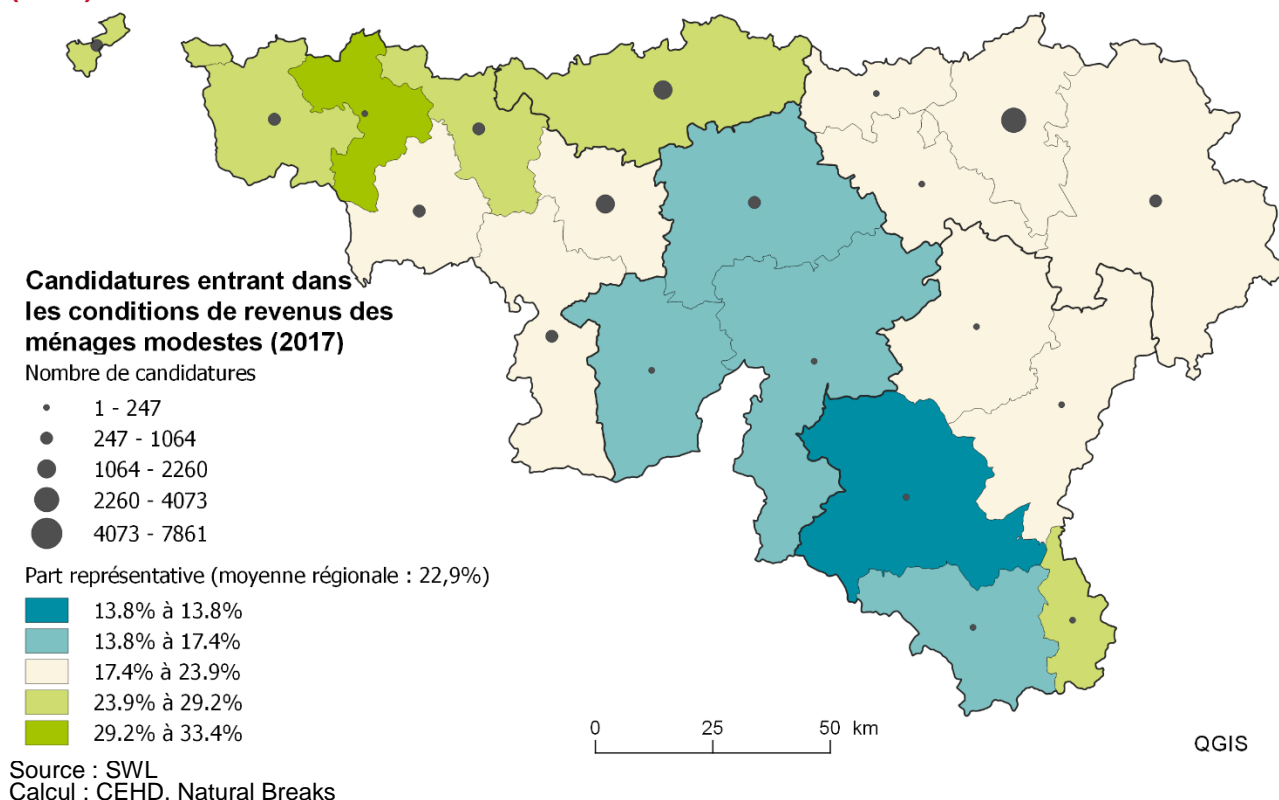 Candidatures entrant dans
les conditions de revenus des
ménages modestes (2017)
Nombre de candidatures
1 - 247
247 - 1064
1064 - 2260
2260 - 4073
4073 - 7861
Part représentative (moyenne régionale : 22,9%)
13.8% à 13.8%
13.8% à 17.4%
17.4% à 23.9%
23.9% à 29.2%
29.2% à 33.4%
0 25 50 km
QGIS
Source : SWL
Calcul : CEHD. Natural Breaks